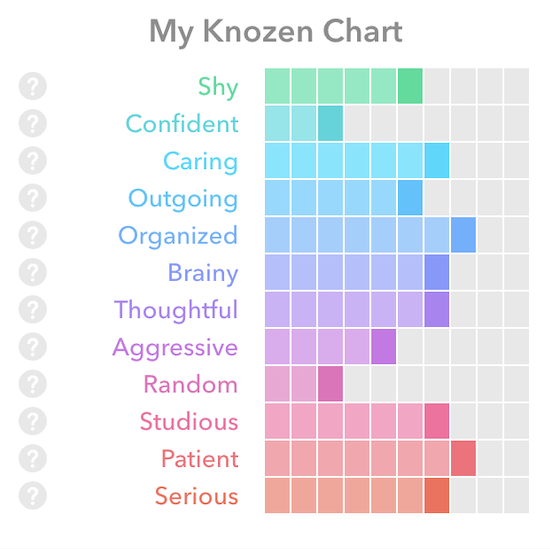 My Knozen Chart
? Shy
? Confident
? Caring
? Outgoing
? Organized
? Brainy
? Thoughtful
? Aggressive
? Random
? Studious
? Patient
? Serious